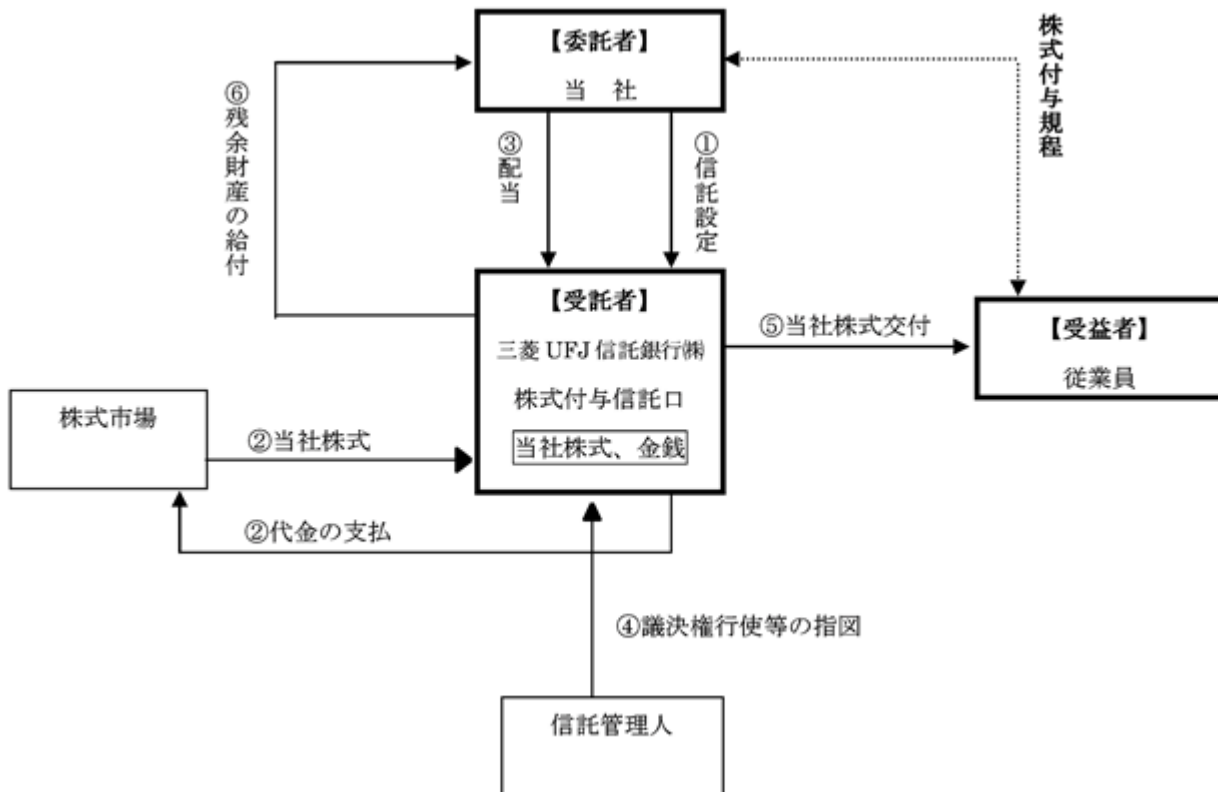 【委託者】
当　社
株式付与規程
⑥残余財産の給付
③配当
①信託設定
【受託者】
三菱 UFJ 信託銀行㈱
株式付与信託口
当社株式、金銭
⑤当社株式交付
【受益者】
従業員
株式市場
②当社株式
②代金の支払
④議決権行使等の指図
信託管理人